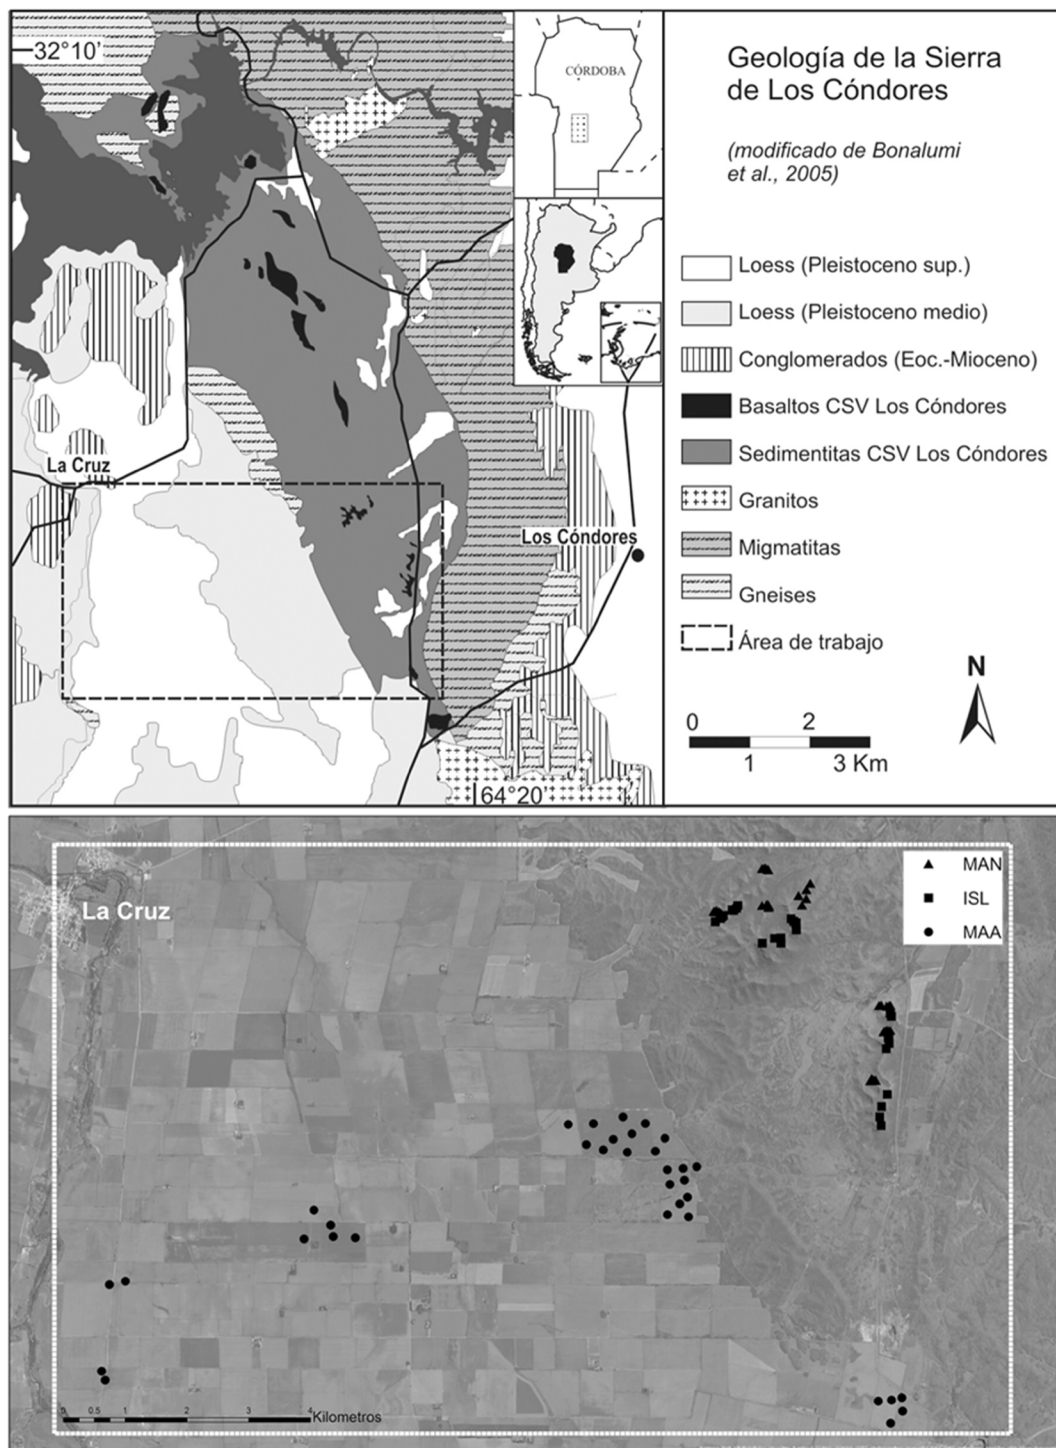 32°10'
CÓRDOBA
La Cruz
Los Cóndores
64°20'
Geología de la Sierra
de Los Cóndores
(modificado de Bonalumi
et al., 2005)
Loess (Pleistoceno sup.)
Loess (Pleistoceno medio)
Conglomerados (Eoc.-Mioceno)
Basaltos CSV Los Cóndores
Sedimentitas CSV Los Cóndores
Granitos
Migmatitas
Gneises
Área de trabajo
N
0 2
1 3 Km
La Cruz
MAN
ISL
MAA
0 0.5 1 2 3 4
Kilometros